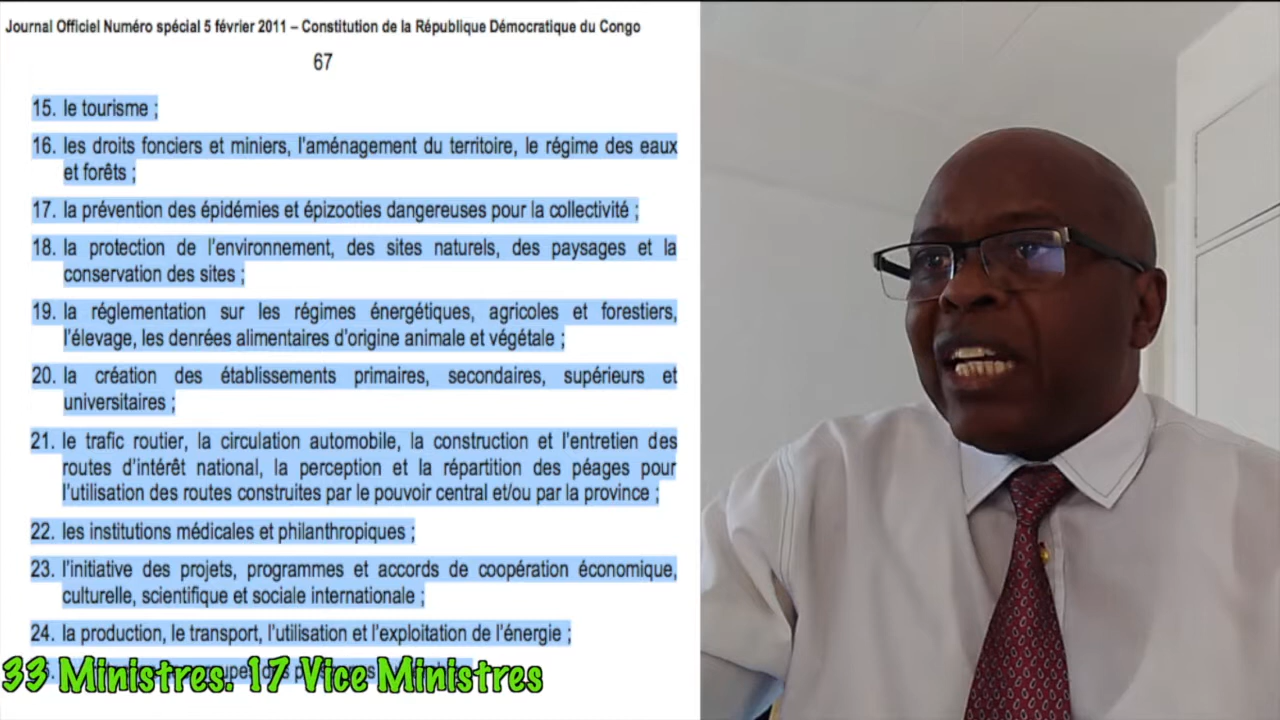 Journal Officiel Numéro spécial 5 février 2011 – Constitution de la République Démocratique du Congo
67
15. le tourisme ;
16. les droits fonciers et miniers, l'aménagement du territoire, le régime des eaux
et forêts ;
17. la prévention des épidémies et épizooties dangereuses pour la collectivité ;
18. la protection de l'environnement, des sites naturels, des paysages et la
conservation des sites ;
19. la réglementation sur les régimes énergétiques, agricoles et forestiers,
l'élevage, les denrées alimentaires d'origine animale et végétale ;
20. la création des établissements primaires, secondaires, supérieurs et
universitaires ;
21. le trafic routier, la circulation automobile, la construction et l'entretien des
routes d'intérêt national, la perception et la répartition des péages pour
l'utilisation des routes construites par le pouvoir central et/ou par la province ;
22. les institutions médicales et philanthropiques ;
23. l'initiative des projets, programmes et accords de coopération économique,
culturelle, scientifique et sociale internationale ;
24. la production, le transport, l'utilisation et l'exploitation de l'énergie ;
33 Ministres. 17 Vice Ministres